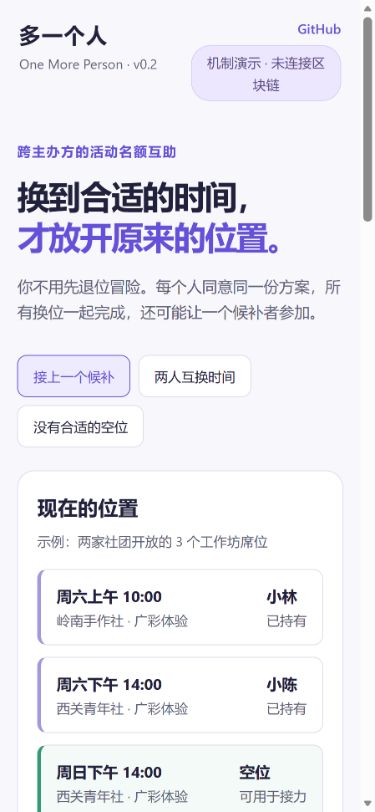 多一个人
GitHub
One More Person · v0.2
机制演示 · 未连接区
块链
跨主办方的活动名额互助
换到合适的时间，
才放开原来的位置。
你不用先退位冒险。每个人同意同一份方案，所
有换位一起完成，还可能让一个候补者参加。
接上一个候补
两人互换时间
没有合适的空位
现在的位置
示例：两家社团开放的 3 个工作坊席位
周六上午 10:00
小林
岭南手作社 · 广彩体验
已持有
周六下午 14:00
小陈
西关青年社 · 广彩体验
已持有
周日下午 14:00
空位
西关青年社 · 广彩体验
可用于接力